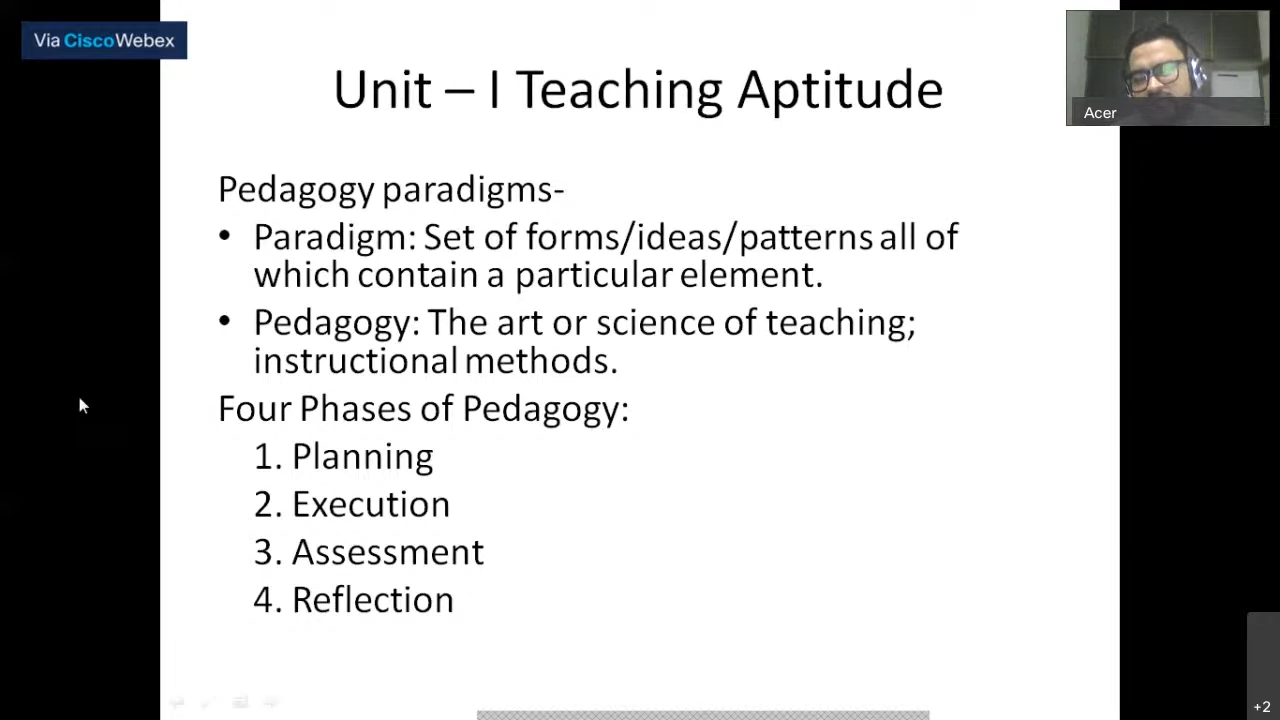 Via CiscoWebex
Acer
Unit – I Teaching Aptitude
Pedagogy paradigms-
• Paradigm: Set of forms/ideas/patterns all of
which contain a particular element.
• Pedagogy: The art or science of teaching;
instructional methods.
Four Phases of Pedagogy:
1. Planning
2. Execution
3. Assessment
4. Reflection
+2